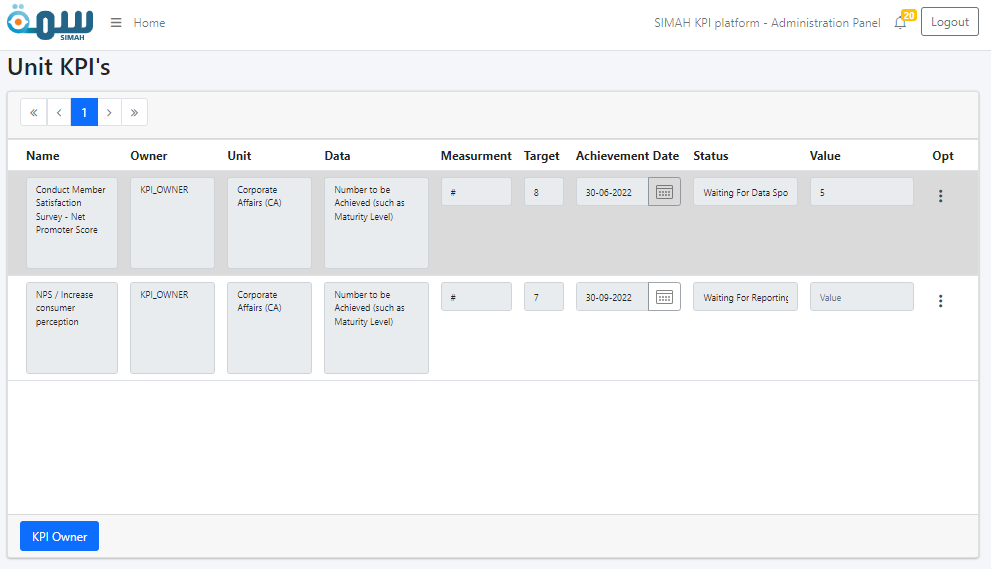 سمة
SIMAH
Home
SIMAH KPI platform - Administration Panel
20
Logout
Unit KPI's
« ‹ 1 › »
Name Owner Unit Data Measurment Target Achievement Date Status Value Opt
Conduct Member
Satisfaction
Survey - Net
Promoter Score
KPI_OWNER
Corporate
Affairs (CA)
Number to be
Achieved (such as
Maturity Level)
#
8
30-06-2022
Waiting For Data Spo
5
NPS / Increase
consumer
perception
KPI_OWNER
Corporate
Affairs (CA)
Number to be
Achieved (such as
Maturity Level)
#
7
30-09-2022
Waiting For Reporting
Value
KPI Owner